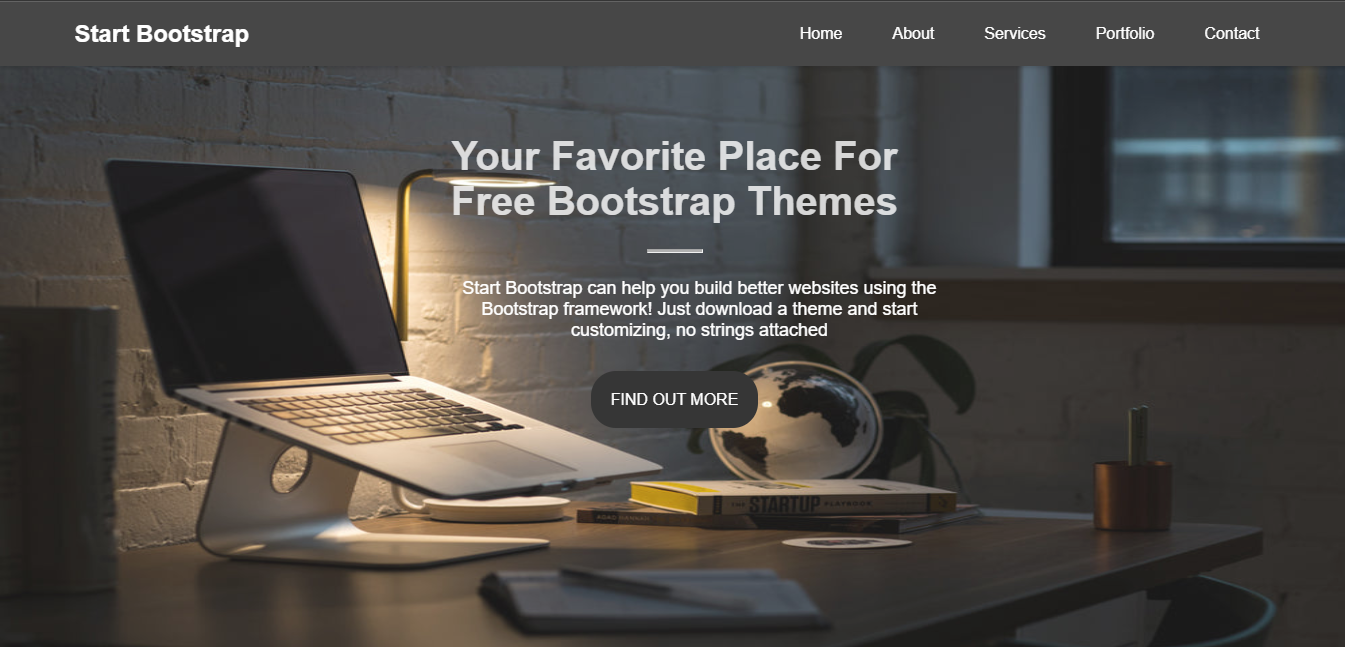 Start Bootstrap
Home About Services Portfolio Contact
Your Favorite Place For
Free Bootstrap Themes
Start Bootstrap can help you build better websites using the
Bootstrap framework! Just download a theme and start
customizing, no strings attached
FIND OUT MORE
THE STARTUP PLAYBOOK